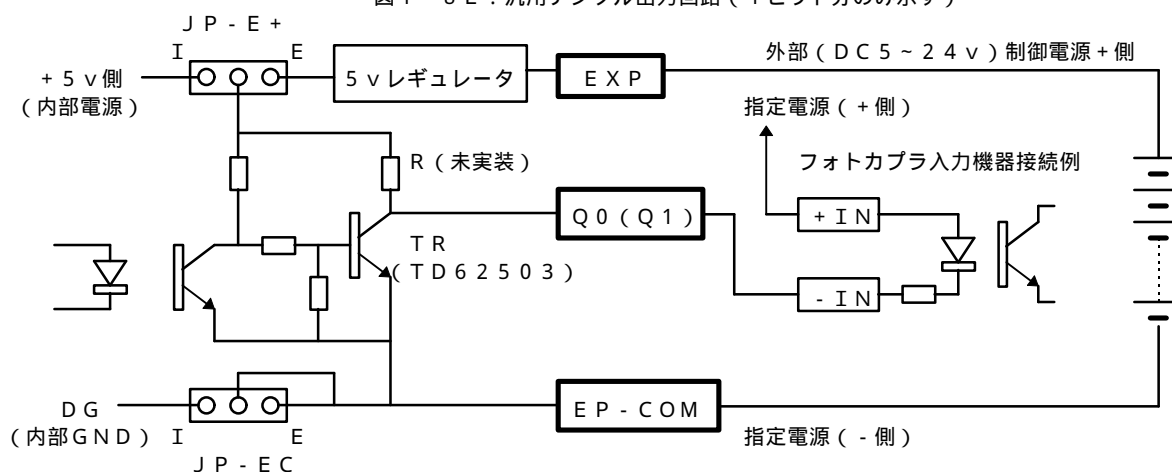 ＪＰ-Ｅ+
Ｉ Ｅ
+５ｖ側
（内部電源）
５ｖレギュレータ
ＥＸＰ
外部（ＤＣ５~２４ｖ）制御電源+側
指定電源（+側）
Ｒ（未実装）
フォトカプラ入力機器接続例
Ｑ０（Ｑ１）
+ＩＮ
ＴＲ
（ＴＤ６２５０３）
-ＩＮ
ＤＧ
（内部ＧＮＤ）
Ｉ Ｅ
ＪＰ-ＥＣ
ＥＰ-ＣＯＭ
指定電源（-側）